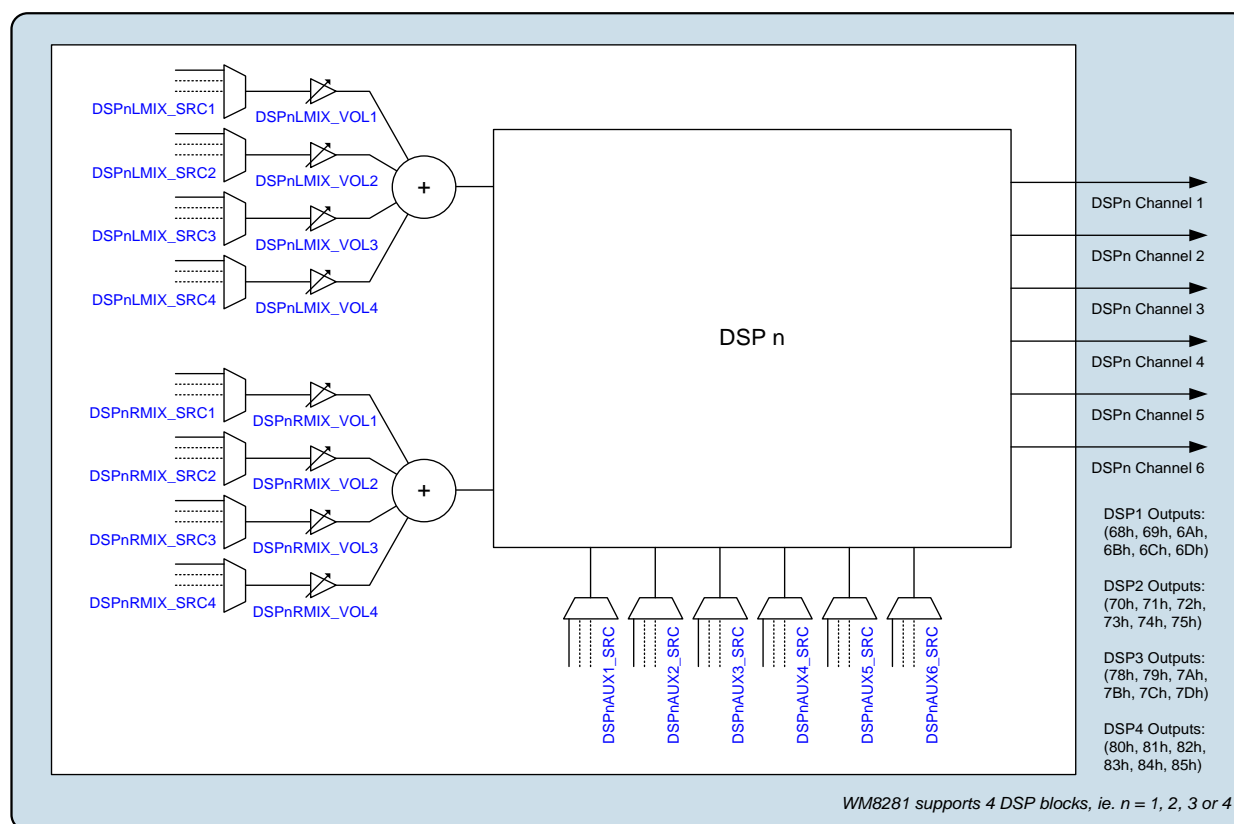 DSPnLMIX_SRC1
DSPnLMIX_VOL1
DSPnLMIX_SRC2
DSPnLMIX_VOL2
DSPnLMIX_SRC3
DSPnLMIX_VOL3
DSPnLMIX_SRC4
DSPnLMIX_VOL4
+
DSPnRMIX_SRC1
DSPnRMIX_VOL1
DSPnRMIX_SRC2
DSPnRMIX_VOL2
DSPnRMIX_SRC3
DSPnRMIX_VOL3
DSPnRMIX_SRC4
DSPnRMIX_VOL4
+
DSP n
DSPnAUX1_SRC
DSPnAUX2_SRC
DSPnAUX3_SRC
DSPnAUX4_SRC
DSPnAUX5_SRC
DSPnAUX6_SRC
DSPn Channel 1
DSPn Channel 2
DSPn Channel 3
DSPn Channel 4
DSPn Channel 5
DSPn Channel 6
DSP1 Outputs:
(68h, 69h, 6Ah,
6Bh, 6Ch, 6Dh)
DSP2 Outputs:
(70h, 71h, 72h,
73h, 74h, 75h)
DSP3 Outputs:
(78h, 79h, 7Ah,
7Bh, 7Ch, 7Dh)
DSP4 Outputs:
(80h, 81h, 82h,
83h, 84h, 85h)
WM8281 supports 4 DSP blocks, ie. n = 1, 2, 3 or 4